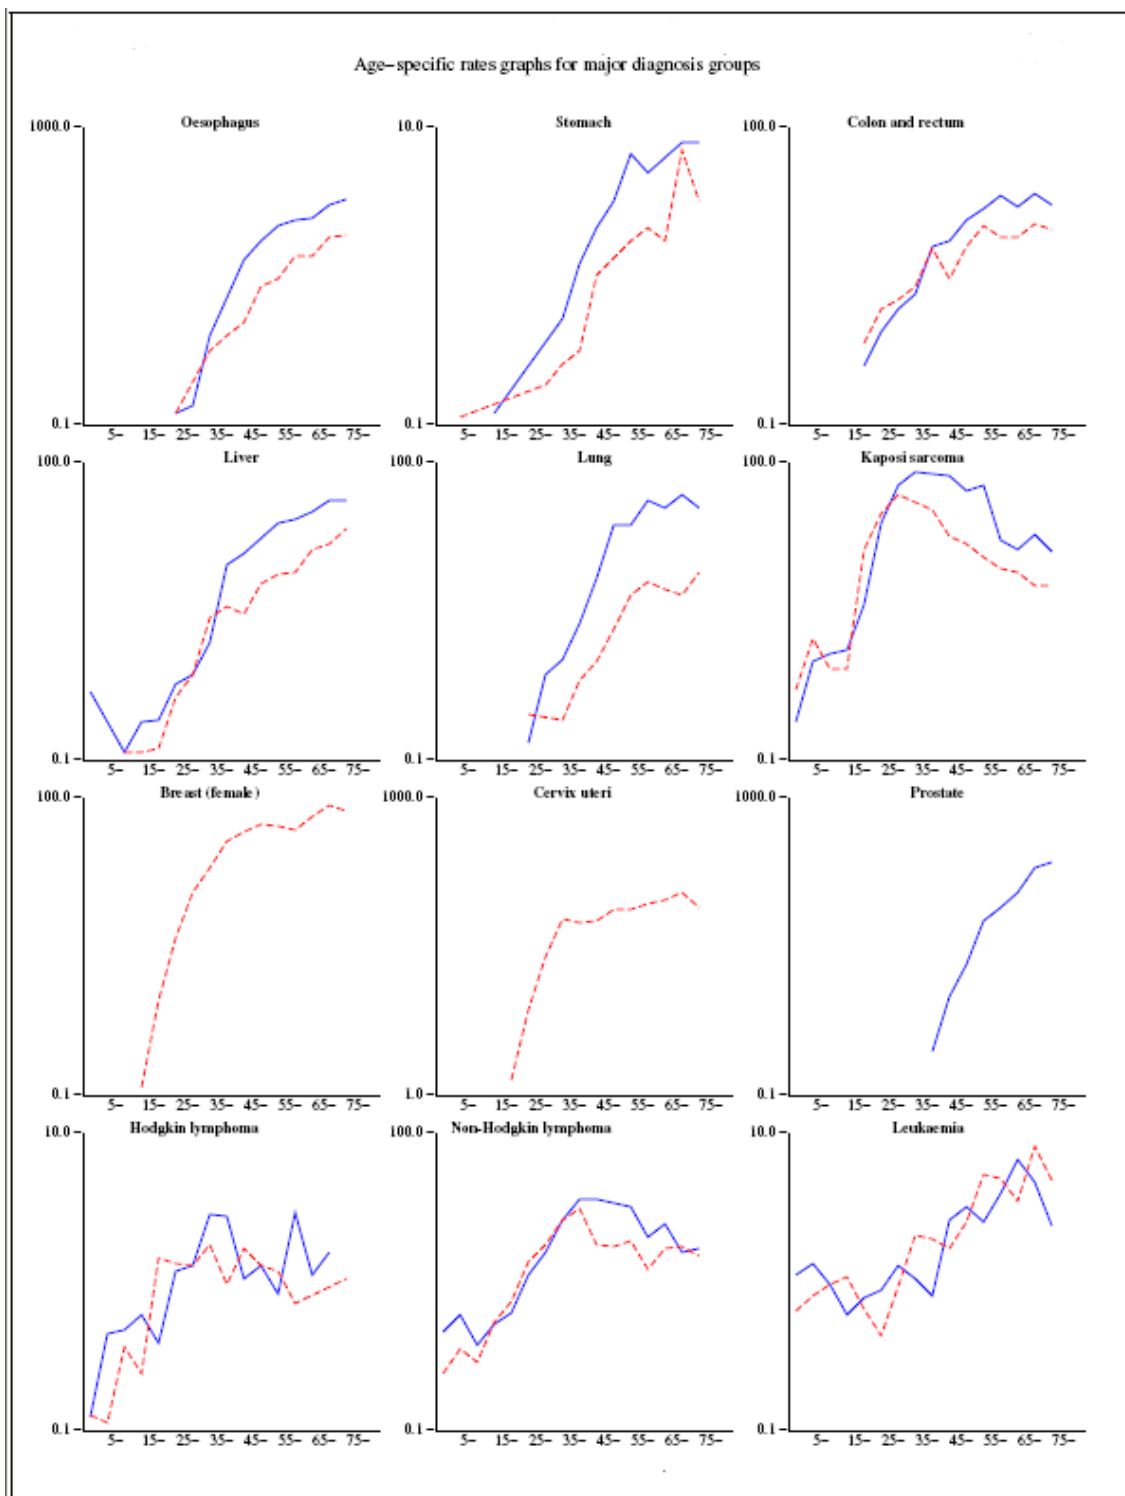 Age–specific rates graphs for major diagnosis groups
Oesophagus
1000.0
0.1
5– 15– 25– 35– 45– 55– 65– 75–
Stomach
10.0
0.1
5– 15– 25– 35– 45– 55– 65– 75–
Colon and rectum
100.0
0.1
5– 15– 25– 35– 45– 55– 65– 75–
Liver
100.0
0.1
5– 15– 25– 35– 45– 55– 65– 75–
Lung
100.0
0.1
5– 15– 25– 35– 45– 55– 65– 75–
Kaposi sarcoma
100.0
0.1
5– 15– 25– 35– 45– 55– 65– 75–
Breast (female)
100.0
0.1
5– 15– 25– 35– 45– 55– 65– 75–
Cervix uteri
1000.0
1.0
5– 15– 25– 35– 45– 55– 65– 75–
Prostate
1000.0
0.1
5– 15– 25– 35– 45– 55– 65– 75–
Hodgkin lymphoma
10.0
0.1
5– 15– 25– 35– 45– 55– 65– 75–
Non-Hodgkin lymphoma
100.0
0.1
5– 15– 25– 35– 45– 55– 65– 75–
Leukaemia
10.0
0.1
5– 15– 25– 35– 45– 55– 65– 75–